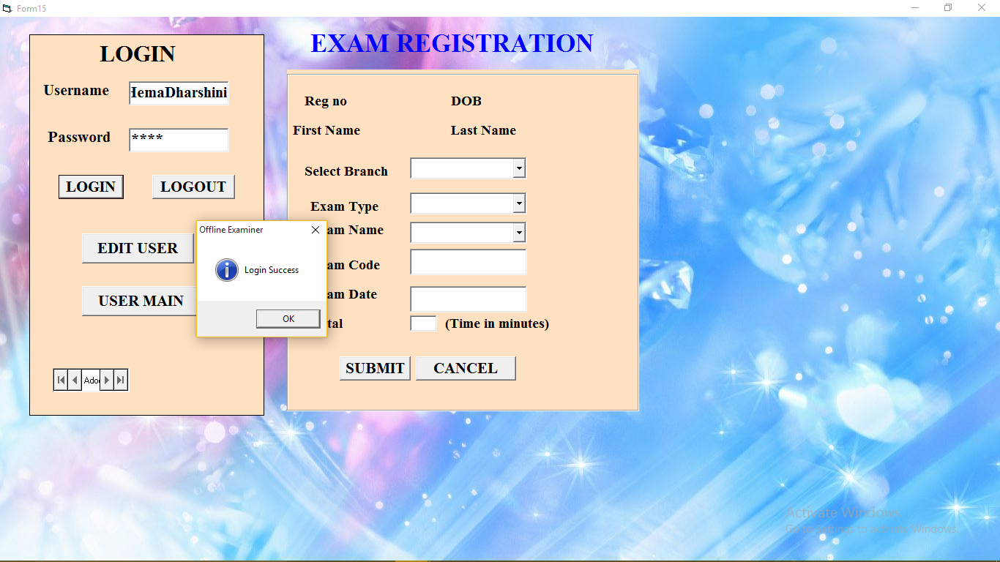 Form15
LOGIN
Username
HemaDharshini
Password
****
LOGIN LOGOUT
EDIT USER
USER MAIN
Ado
EXAM REGISTRATION
Reg no DOB
First Name Last Name
Select Branch
Exam Type
am Name
am Code
am Date
tal (Time in minutes)
SUBMIT CANCEL
Offline Examiner
Login Success
OK
Activate Windows
Go to Settings to activate Windows.